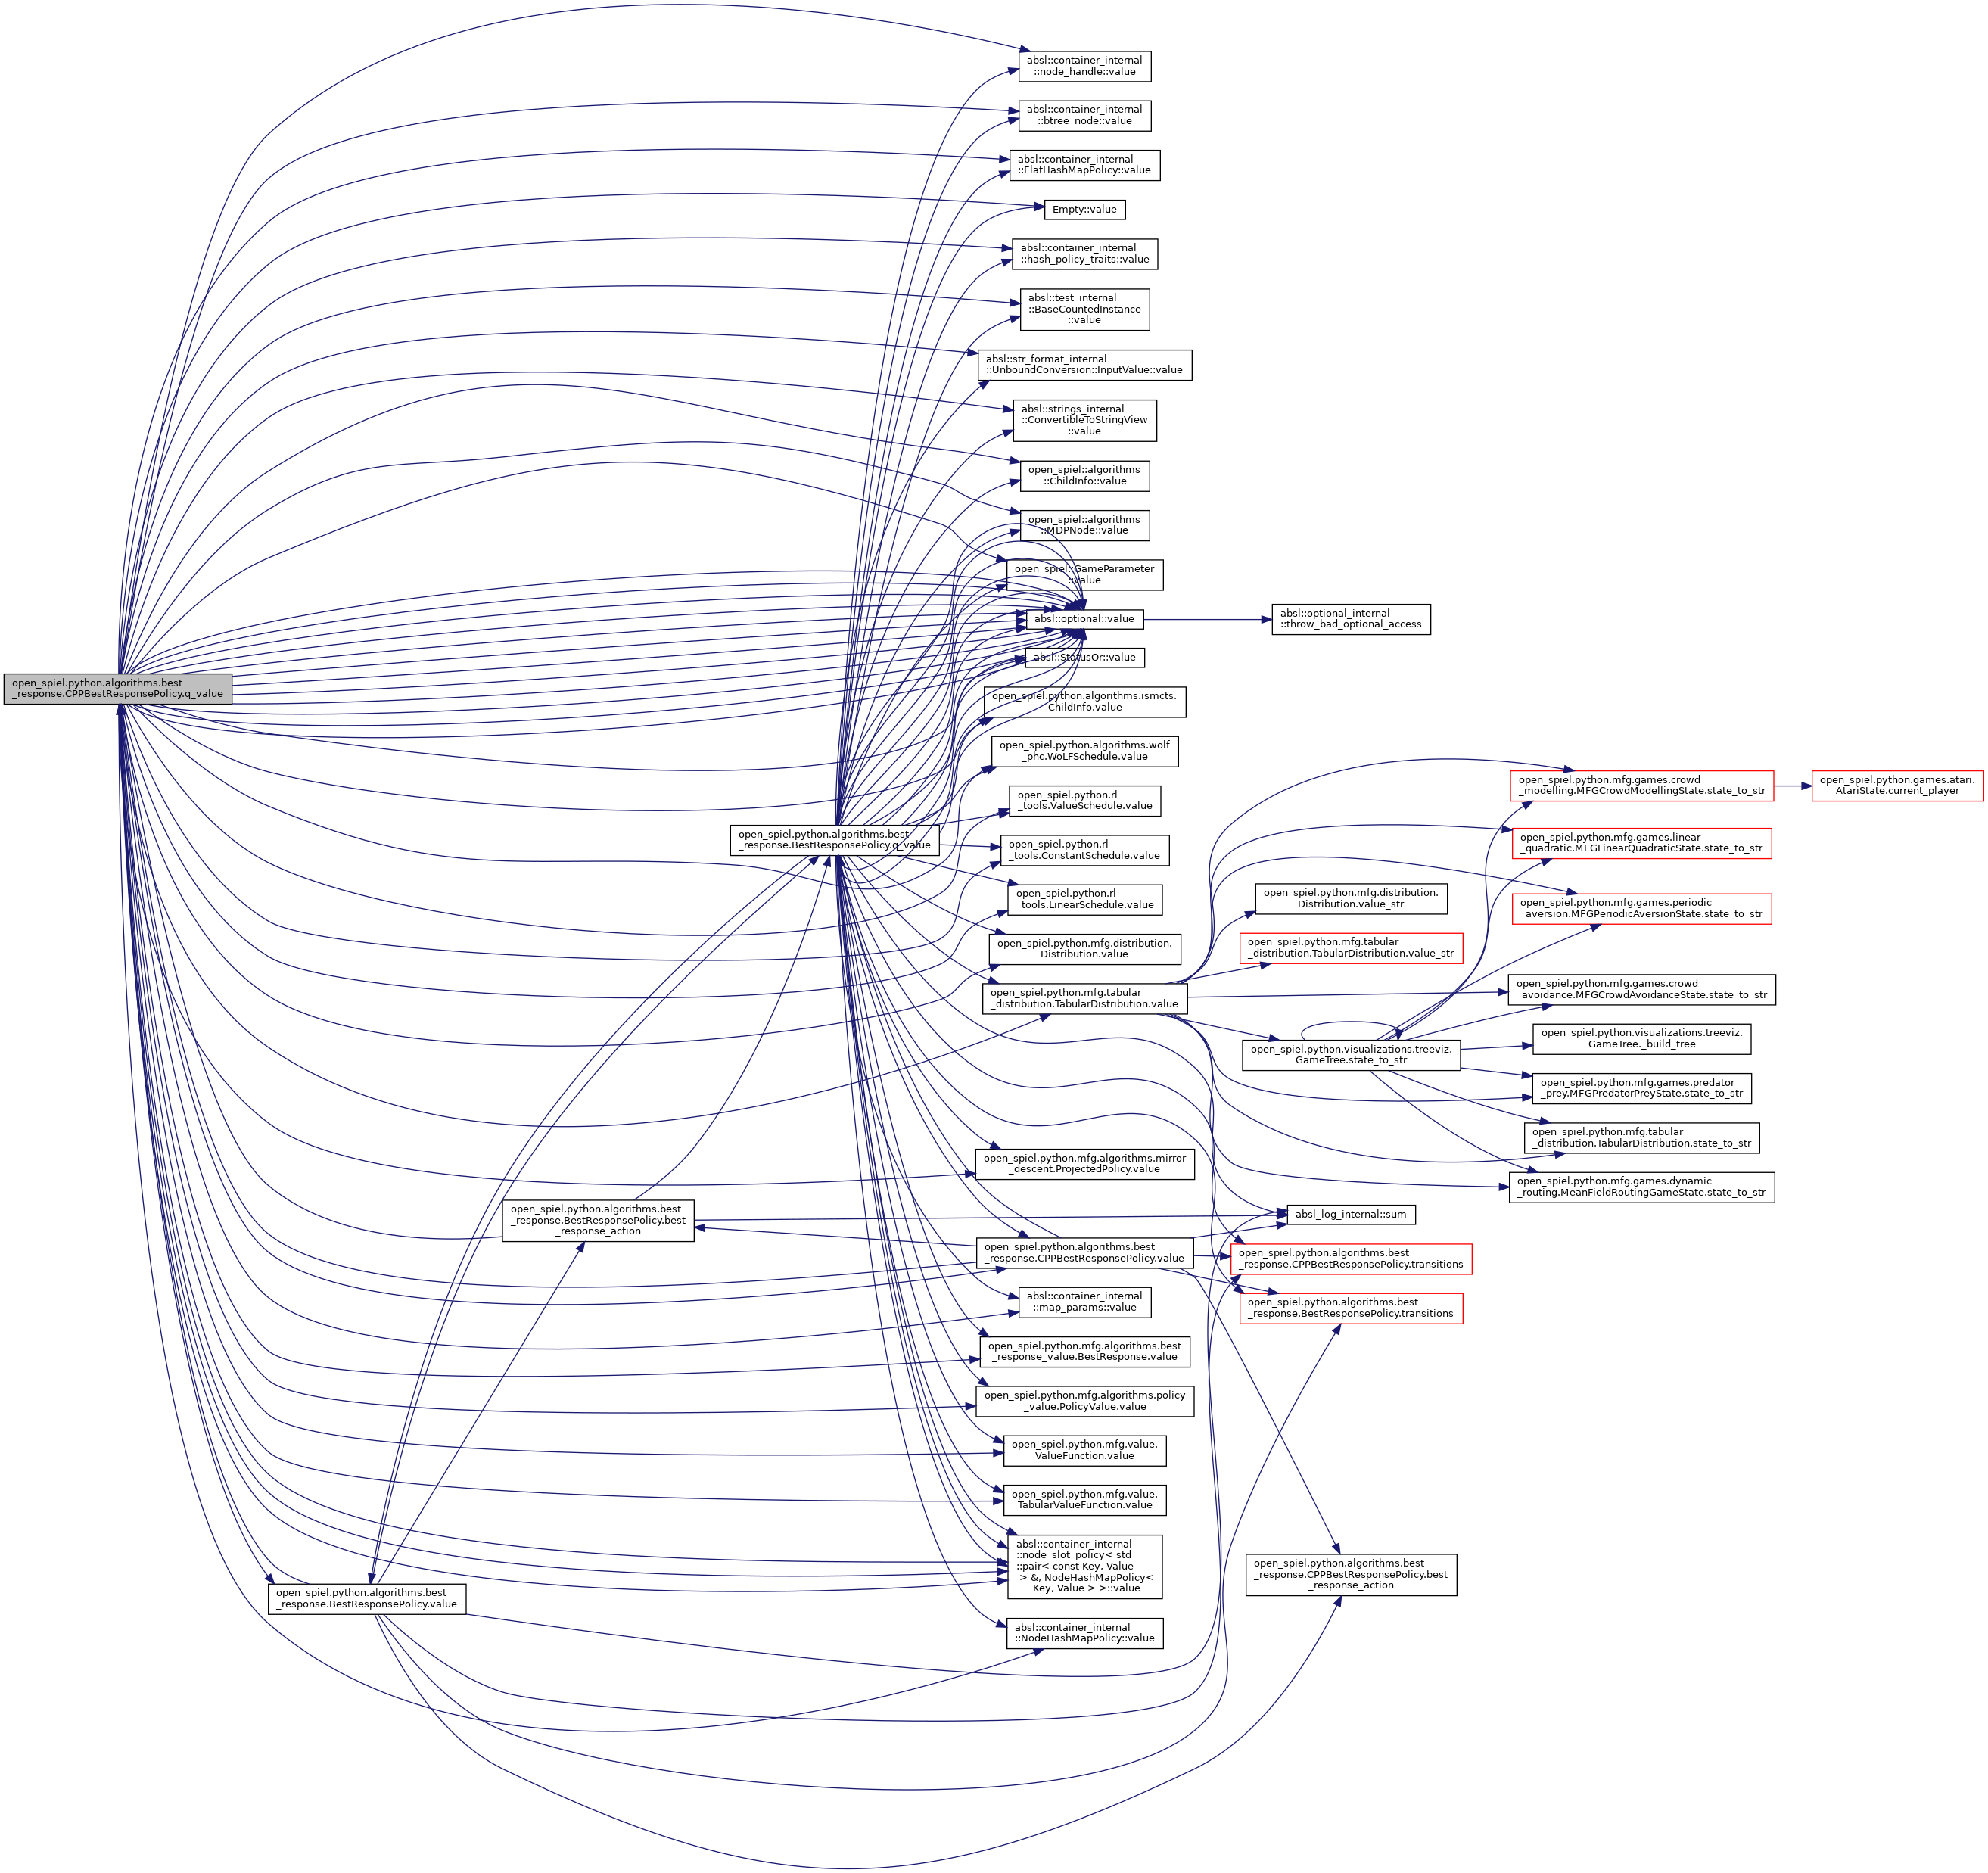 open_spiel.python.algorithms.best
_response.CPPBestResponsePolicy.q_value
absl::container_internal
::node_handle::value
absl::container_internal
::btree_node::value
absl::container_internal
::FlatHashMapPolicy::value
Empty::value
absl::container_internal
::hash_policy_traits::value
absl::test_internal
::BaseCountedInstance
::value
absl::str_format_internal
::UnboundConversion::InputValue::value
absl::strings_internal
::ConvertibleToStringView
::value
open_spiel::algorithms
::ChildInfo::value
open_spiel::algorithms
::MDPNode::value
open_spiel::GameParameter
::value
absl::optional::value
absl::optional_internal
::throw_bad_optional_access
absl::StatusOr::value
open_spiel.python.algorithms.ismcts.
ChildInfo.value
open_spiel.python.algorithms.wolf
_phc.WoLFSchedule.value
open_spiel.python.rl
_tools.ValueSchedule.value
open_spiel.python.algorithms.best
_response.BestResponsePolicy.q_value
open_spiel.python.rl
_tools.ConstantSchedule.value
open_spiel.python.rl
_tools.LinearSchedule.value
open_spiel.python.mfg.distribution.
Distribution.value
open_spiel.python.mfg.tabular
_distribution.TabularDistribution.value
open_spiel.python.mfg.games.crowd
_modelling.MFGCrowdModellingState.state_to_str
open_spiel.python.games.atari.
AtariState.current_player
open_spiel.python.mfg.games.linear
_quadratic.MFGLinearQuadraticState.state_to_str
open_spiel.python.mfg.distribution.
Distribution.value_str
open_spiel.python.mfg.games.periodic
_aversion.MFGPeriodicAversionState.state_to_str
open_spiel.python.mfg.tabular
_distribution.TabularDistribution.value_str
open_spiel.python.mfg.games.crowd
_avoidance.MFGCrowdAvoidanceState.state_to_str
open_spiel.python.visualizations.treeviz.
GameTree.state_to_str
open_spiel.python.visualizations.treeviz.
GameTree._build_tree
open_spiel.python.mfg.games.predator
_prey.MFGPredatorPreyState.state_to_str
open_spiel.python.mfg.tabular
_distribution.TabularDistribution.state_to_str
open_spiel.python.mfg.games.dynamic
_routing.MeanFieldRoutingGameState.state_to_str
open_spiel.python.mfg.algorithms.mirror
_descent.ProjectedPolicy.value
open_spiel.python.algorithms.best
_response.BestResponsePolicy.best
_response_action
absl_log_internal::sum
open_spiel.python.algorithms.best
_response.CPPBestResponsePolicy.value
open_spiel.python.algorithms.best
_response.CPPBestResponsePolicy.transitions
absl::container_internal
::map_params::value
open_spiel.python.algorithms.best
_response.BestResponsePolicy.transitions
open_spiel.python.mfg.algorithms.best
_response_value.BestResponse.value
open_spiel.python.mfg.algorithms.policy
_value.PolicyValue.value
open_spiel.python.mfg.value.
ValueFunction.value
open_spiel.python.mfg.value.
TabularValueFunction.value
absl::container_internal
::node_slot_policy< std
::pair< const Key, Value
> &, NodeHashMapPolicy<
Key, Value > >::value
open_spiel.python.algorithms.best
_response.CPPBestResponsePolicy.best
_response_action
open_spiel.python.algorithms.best
_response.BestResponsePolicy.value
absl::container_internal
::NodeHashMapPolicy::value